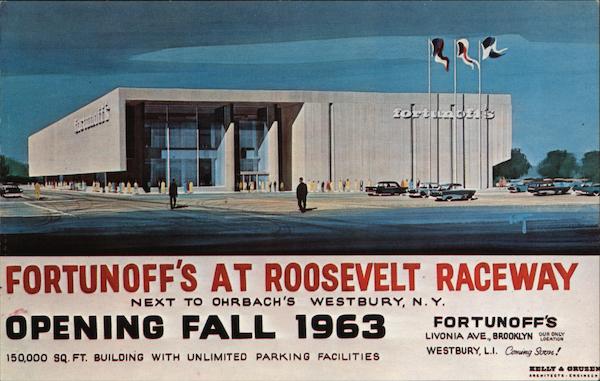 fortunoff's
fortunoff's
FORTUNOFF'S AT ROOSEVELT RACEWAY
NEXT TO OHRBACH'S WESTBURY, N.Y.
OPENING FALL 1963
150,000 SQ. FT. BUILDING WITH UNLIMITED PARKING FACILITIES
FORTUNOFF'S
LIVONIA AVE., BROOKLYN OUR ONLY LOCATION
WESTBURY, L.I. Coming Soon!
KELLY & GRUZEN
ARCHITECTS - ENGINEERS